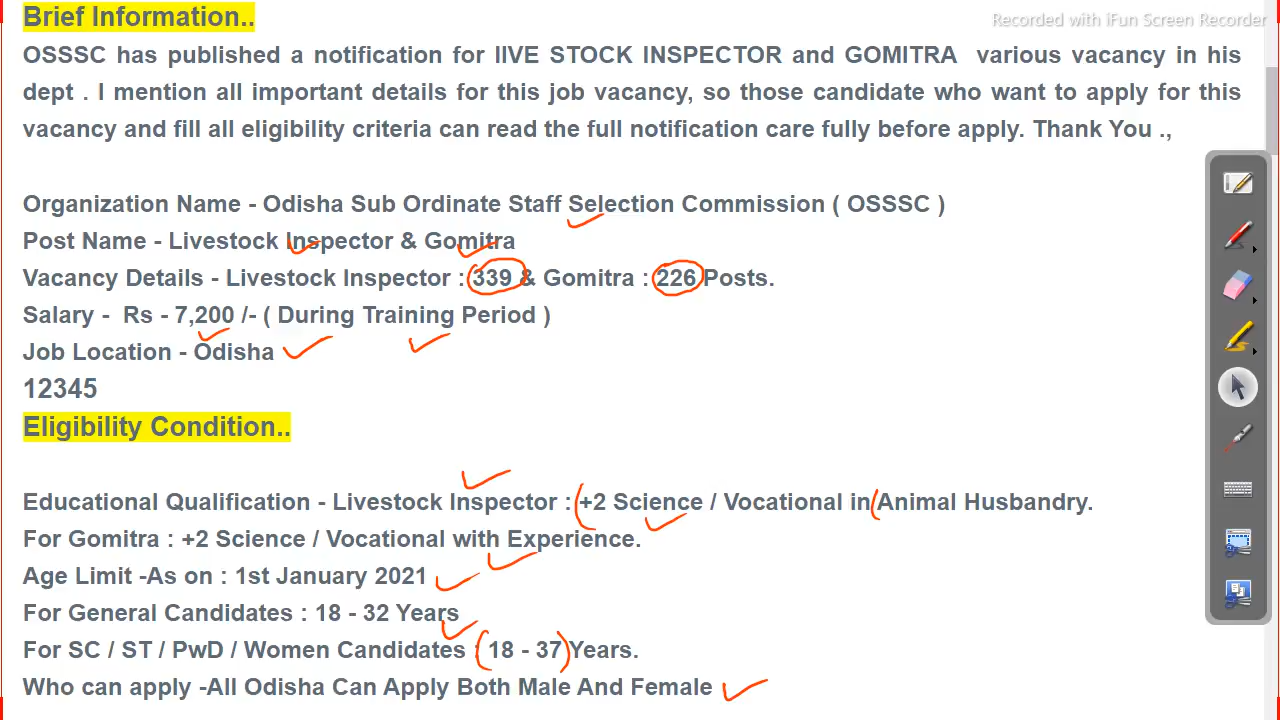 Brief Information..
Recorded with iFun Screen Recorder
OSSSC has published a notification for lIVE STOCK INSPECTOR and GOMITRA various vacancy in his
dept . I mention all important details for this job vacancy, so those candidate who want to apply for this
vacancy and fill all eligibility criteria can read the full notification care fully before apply. Thank You .,
Organization Name - Odisha Sub Ordinate Staff Selection Commission ( OSSSC )
Post Name - Livestock Inspector & Gomitra
Vacancy Details - Livestock Inspector : 339 & Gomitra : 226 Posts.
Salary - Rs - 7,200 /- ( During Training Period )
Job Location - Odisha
12345
Eligibility Condition..
Educational Qualification - Livestock Inspector : +2 Science / Vocational in Animal Husbandry.
For Gomitra : +2 Science / Vocational with Experience.
Age Limit -As on : 1st January 2021
For General Candidates : 18 - 32 Years
For SC / ST / PwD / Women Candidates : 18 - 37 Years.
Who can apply -All Odisha Can Apply Both Male And Female